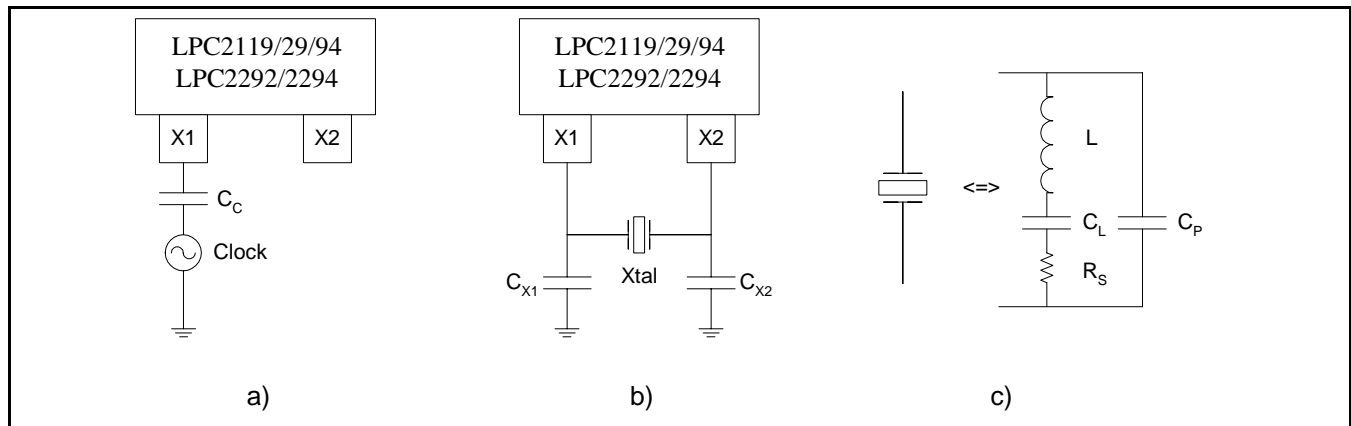 LPC2119/29/94
LPC2292/2294
X1
X2
C_C
Clock
a)
LPC2119/29/94
LPC2292/2294
X1
X2
C_X1
Xtal
C_X2
b)
<=>
L
C_L
C_P
R_S
c)